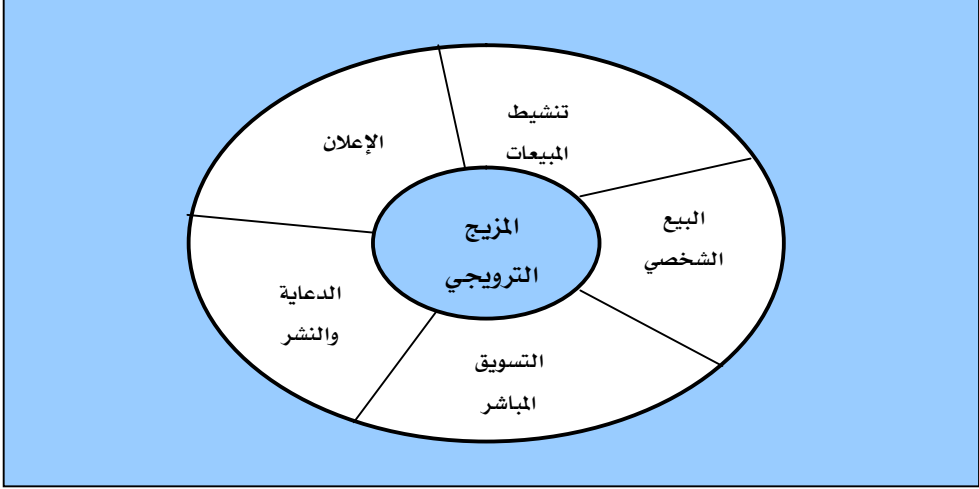 تنشيط
المبيعات
الإعلان
البيع
الشخصي
المزيج
الترويجي
الدعاية
والنشر
التسويق
المباشر